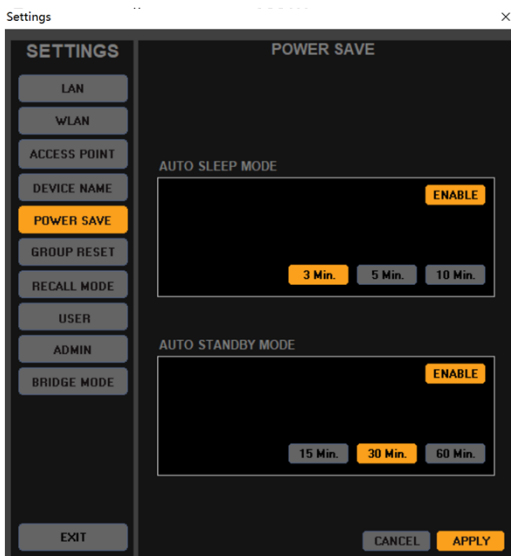 Settings
SETTINGS
LAN
WLAN
ACCESS POINT
DEVICE NAME
POWER SAVE
GROUP RESET
RECALL MODE
USER
ADMIN
BRIDGE MODE
EXIT
POWER SAVE
AUTO SLEEP MODE
ENABLE
3 Min. 5 Min. 10 Min.
AUTO STANDBY MODE
ENABLE
15 Min. 30 Min. 60 Min.
CANCEL APPLY